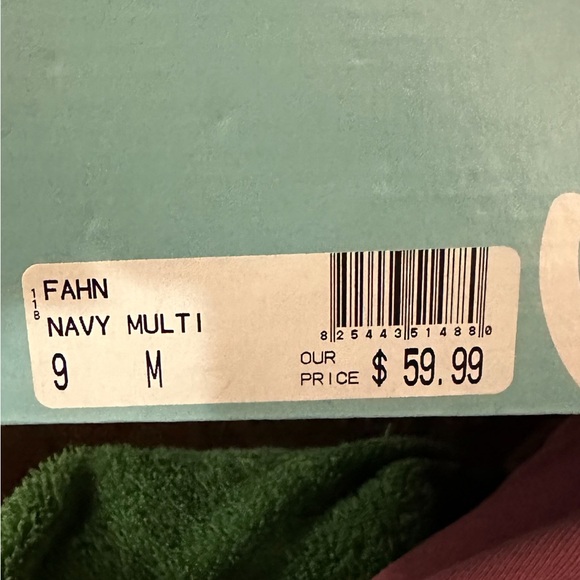 118
FAHN
NAVY MULTI
9 M
825443514880
OUR
PRICE $ 59.99